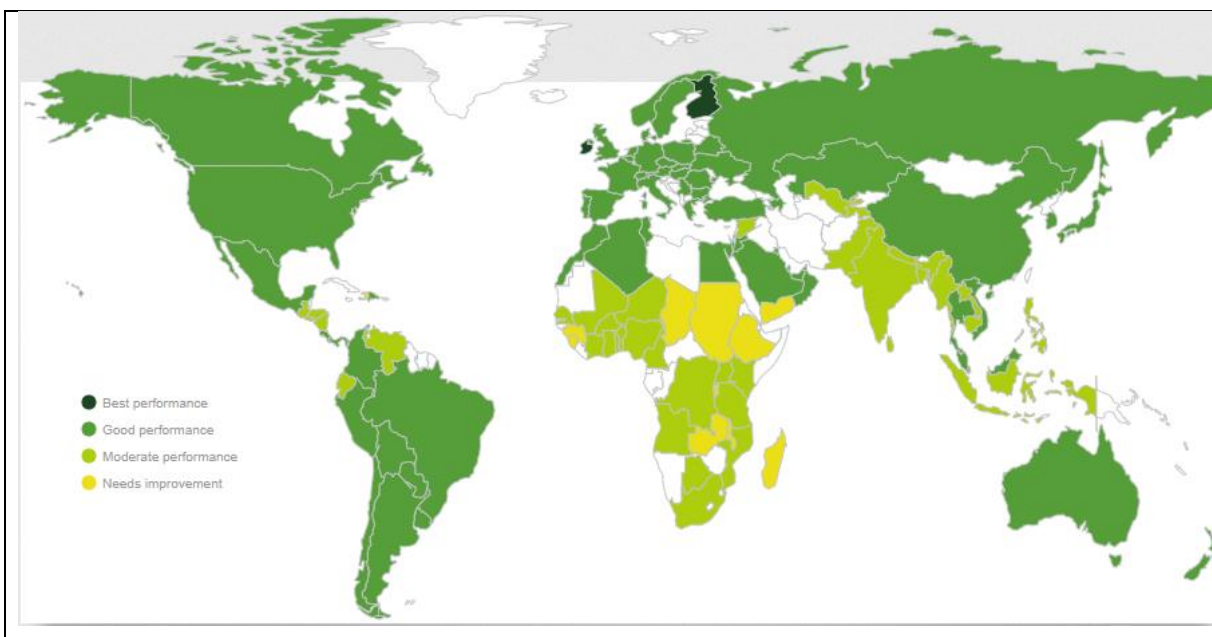 Best performance
Good performance
Moderate performance
Needs improvement